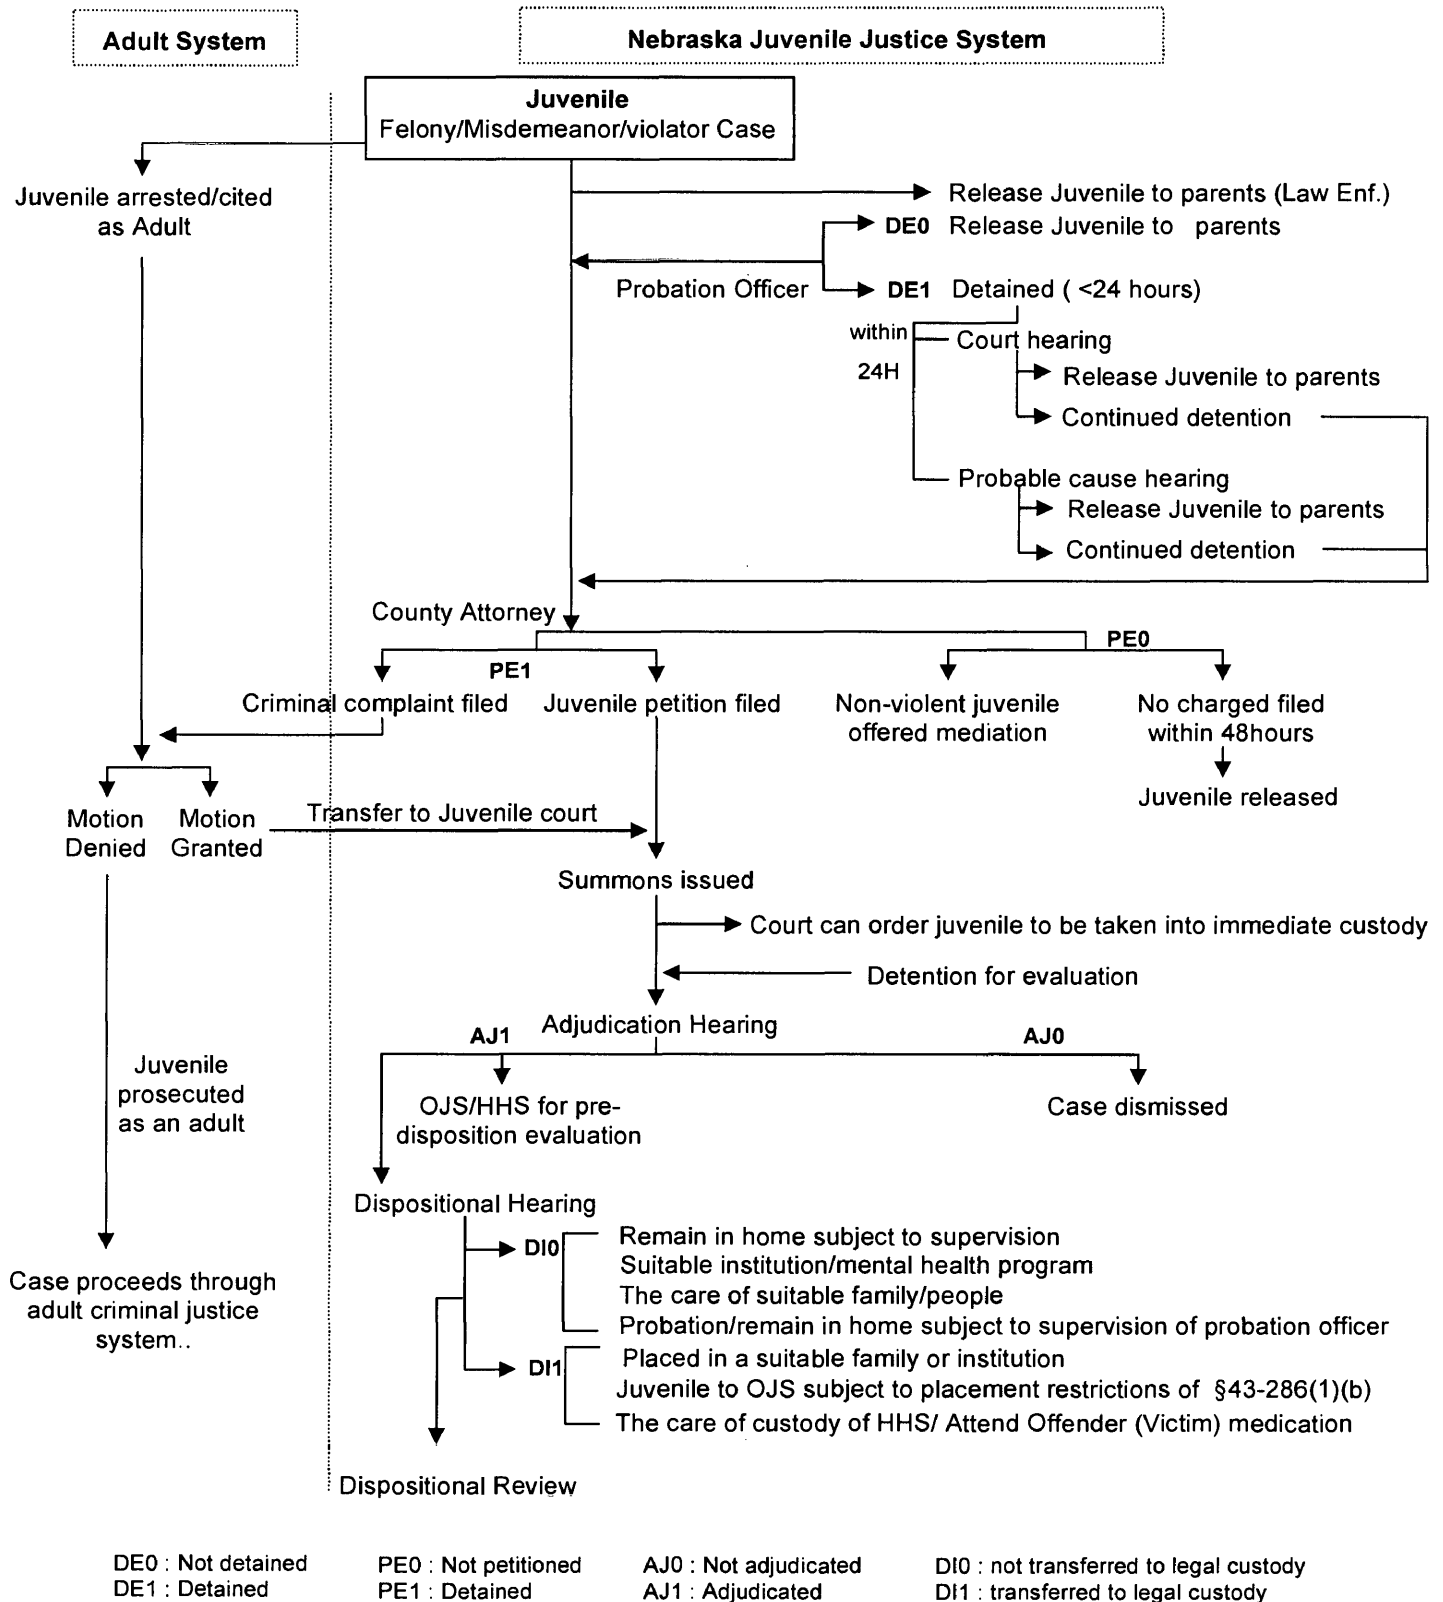 Adult System
Nebraska Juvenile Justice System
Juvenile
Felony/Misdemeanor/violator Case
Juvenile arrested/cited
as Adult
Release Juvenile to parents (Law Enf.)
DE0 Release Juvenile to parents
Probation Officer
DE1 Detained ( <24 hours)
within
24H
Court hearing
Release Juvenile to parents
Continued detention
Probable cause hearing
Release Juvenile to parents
Continued detention
County Attorney
PE1
PE0
Criminal complaint filed
Juvenile petition filed
Non-violent juvenile
offered mediation
No charged filed
within 48hours
Juvenile released
Motion
Denied
Motion
Granted
Transfer to Juvenile court
Summons issued
Court can order juvenile to be taken into immediate custody
Detention for evaluation
Adjudication Hearing
AJ1
AJ0
Juvenile
prosecuted
as an adult
OJS/HHS for pre-
disposition evaluation
Case dismissed
Dispositional Hearing
DI0
Remain in home subject to supervision
Suitable institution/mental health program
The care of suitable family/people
Probation/remain in home subject to supervision of probation officer
Case proceeds through
adult criminal justice
system..
DI1
Placed in a suitable family or institution
Juvenile to OJS subject to placement restrictions of §43-286(1)(b)
The care of custody of HHS/ Attend Offender (Victim) medication
Dispositional Review
DE0 : Not detained
DE1 : Detained
PE0 : Not petitioned
PE1 : Detained
AJ0 : Not adjudicated
AJ1 : Adjudicated
DI0 : not transferred to legal custody
DI1 : transferred to legal custody